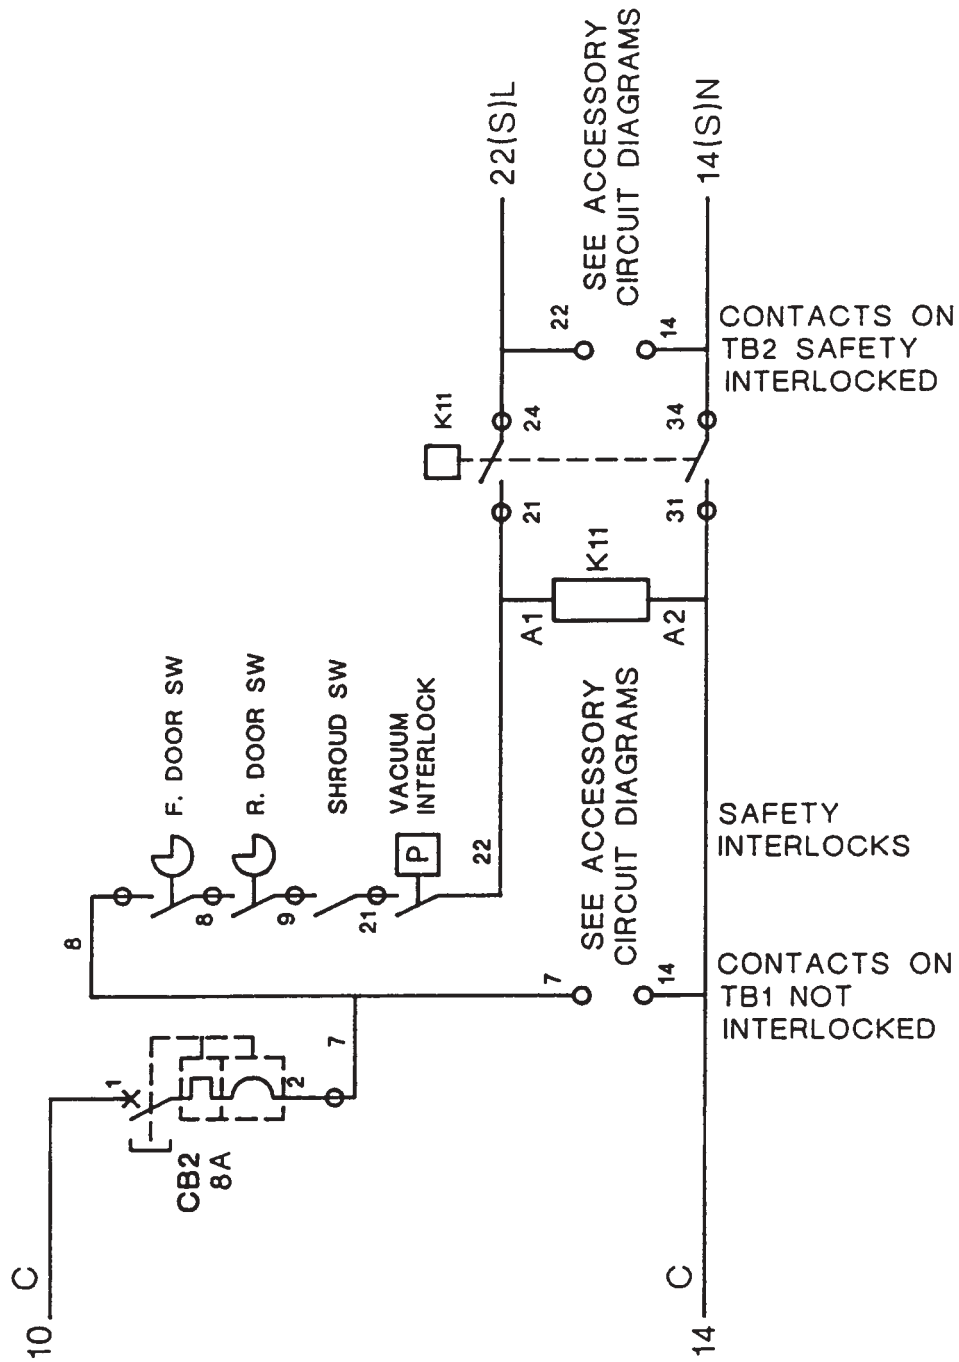 10
C
CB2
8A
1
2
7
8
8
9
21
22
F. DOOR SW
R. DOOR SW
SHROUD SW
VACUUM
INTERLOCK
P
7
14
SEE ACCESSORY
CIRCUIT DIAGRAMS
A1
A2
K11
21
31
K11
24
34
22
14
SEE ACCESSORY
CIRCUIT DIAGRAMS
22(S)L
14(S)N
14
C
CONTACTS ON
TB1 NOT
INTERLOCKED
SAFETY
INTERLOCKS
CONTACTS ON
TB2 SAFETY
INTERLOCKED